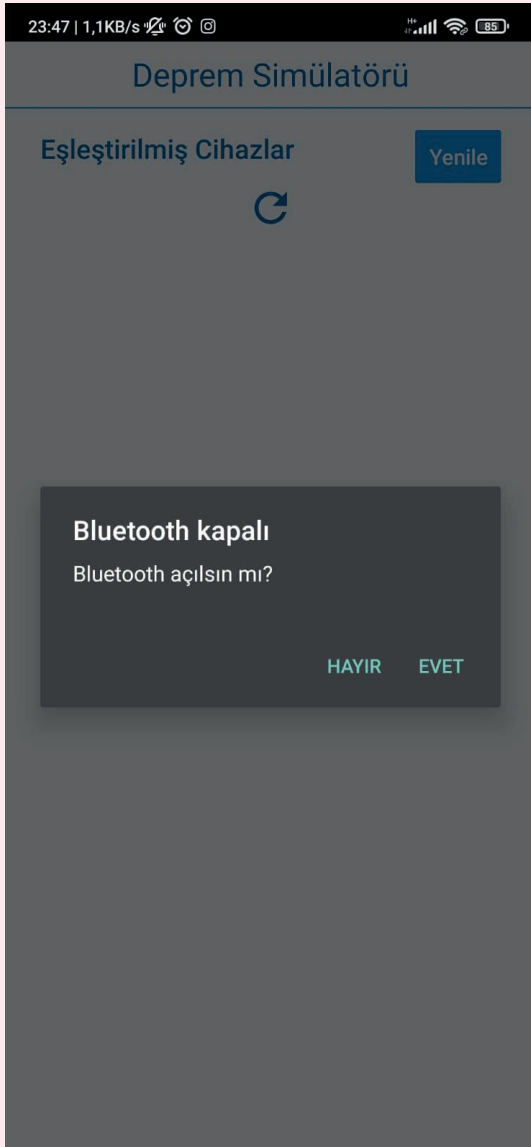 23:47 | 1,1KB/s H+ 85
Deprem Simülatörü
Eşleştirilmiş Cihazlar
Yenile
Bluetooth kapalı
Bluetooth açılsın mı?
HAYIR EVET